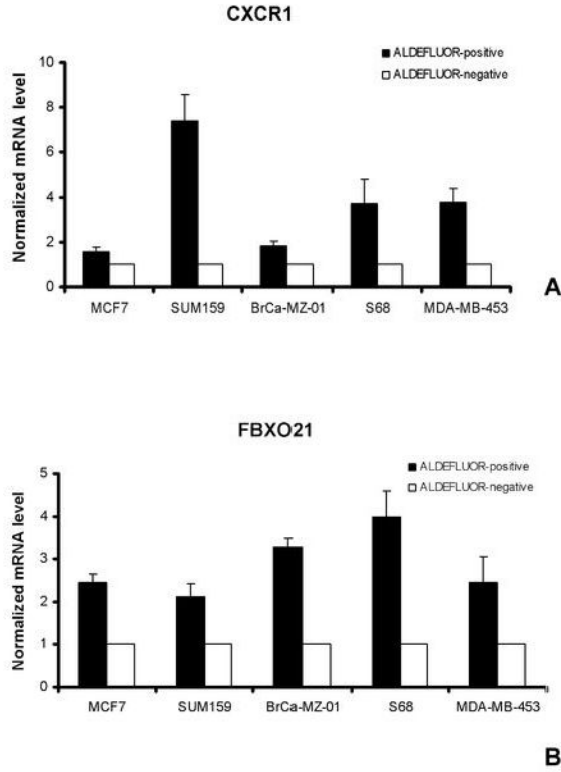 CXCR1
ALDEFLUOR-positive
ALDEFLUOR-negative
Normalized mRNA level
10
8
6
4
2
0
MCF7 SUM159 BrCa-MZ-01 S68 MDA-MB-453
A
FBXO21
ALDEFLUOR-positive
ALDEFLUOR-negative
Normalized mRNA level
5
4
3
2
1
0
MCF7 SUM159 BrCa-MZ-01 S68 MDA-MB-453
B